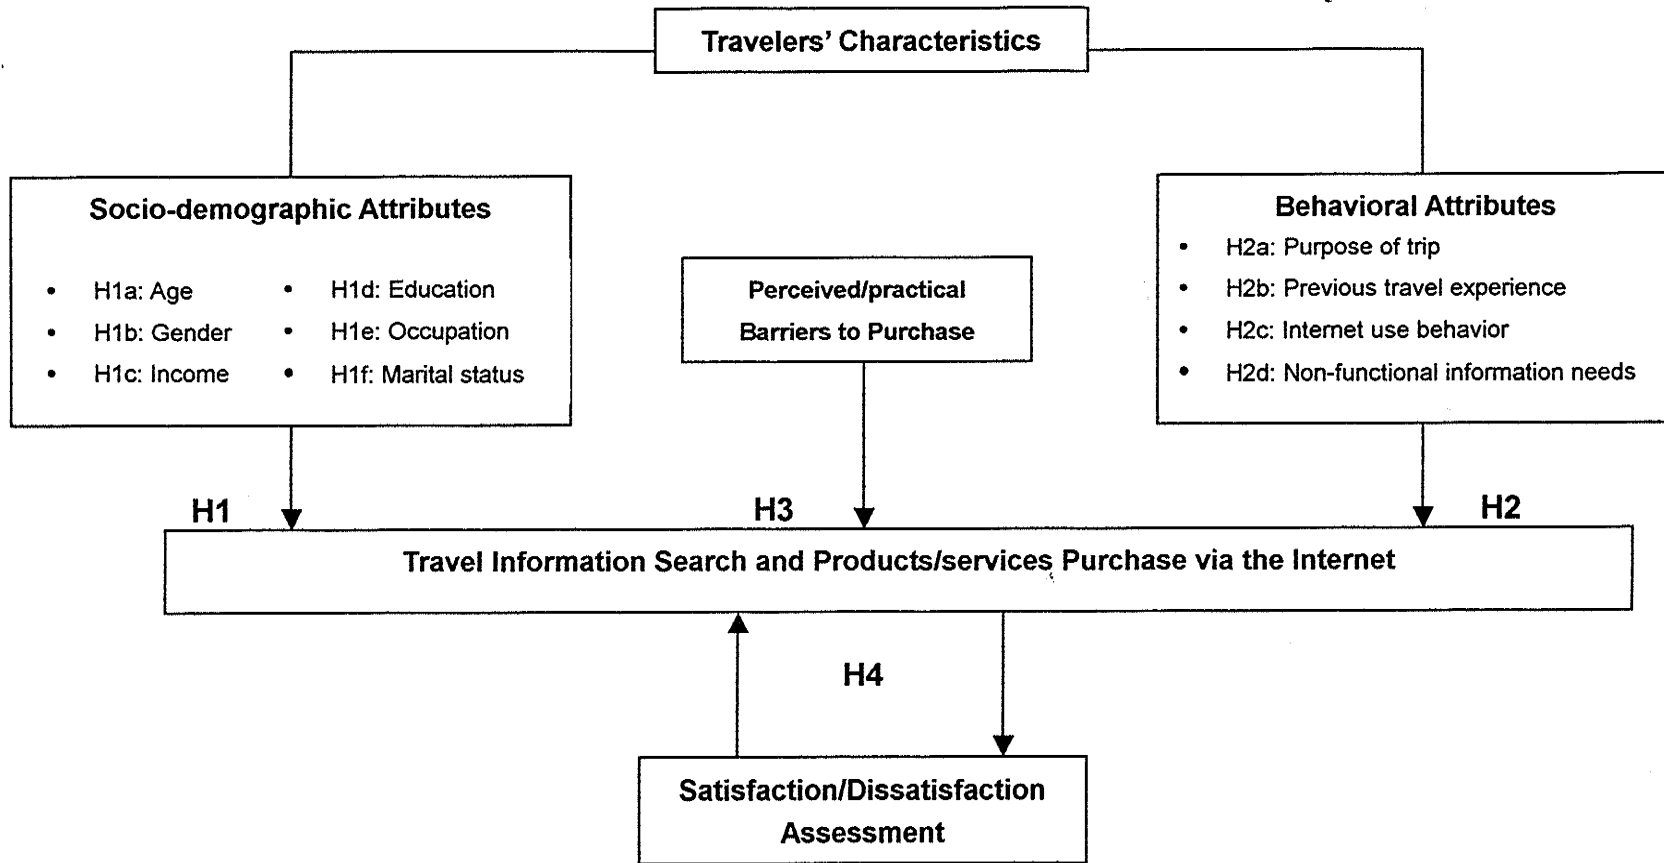 Travelers' Characteristics
Socio-demographic Attributes
• H1a: Age
• H1b: Gender
• H1c: Income
• H1d: Education
• H1e: Occupation
• H1f: Marital status
Perceived/practical
Barriers to Purchase
Behavioral Attributes
• H2a: Purpose of trip
• H2b: Previous travel experience
• H2c: Internet use behavior
• H2d: Non-functional information needs
H1
H3
H2
Travel Information Search and Products/services Purchase via the Internet
H4
Satisfaction/Dissatisfaction
Assessment